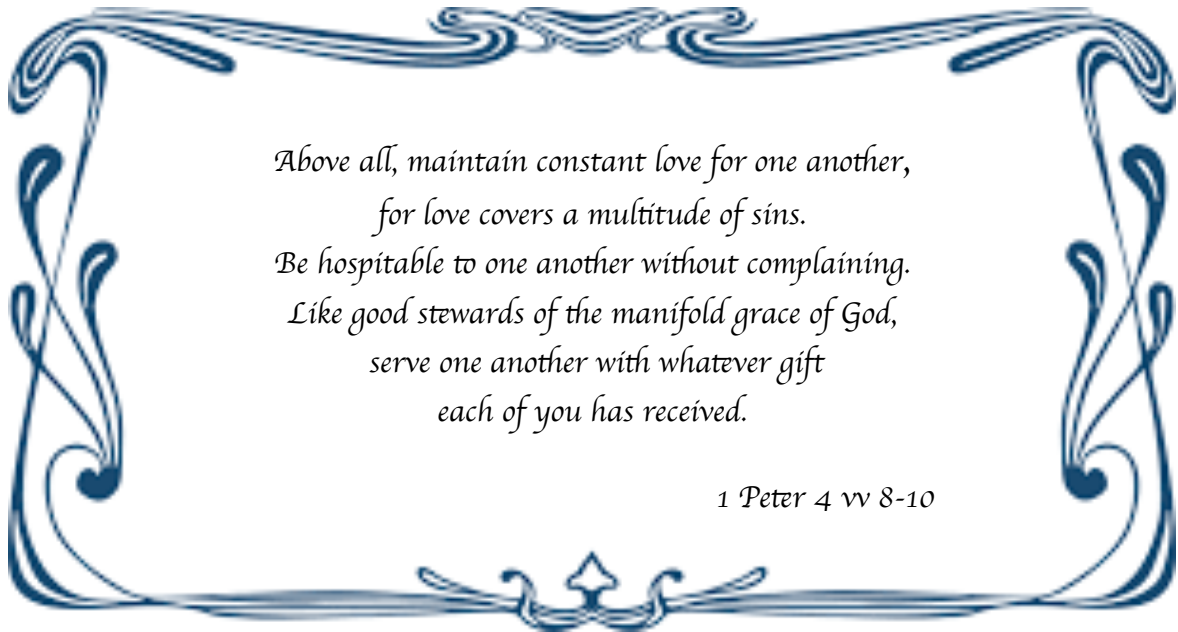 Above all, maintain constant love for one another,
for love covers a multitude of sins.
Be hospitable to one another without complaining.
Like good stewards of the manifold grace of God,
serve one another with whatever gift
each of you has received.
1 Peter 4 vv 8-10